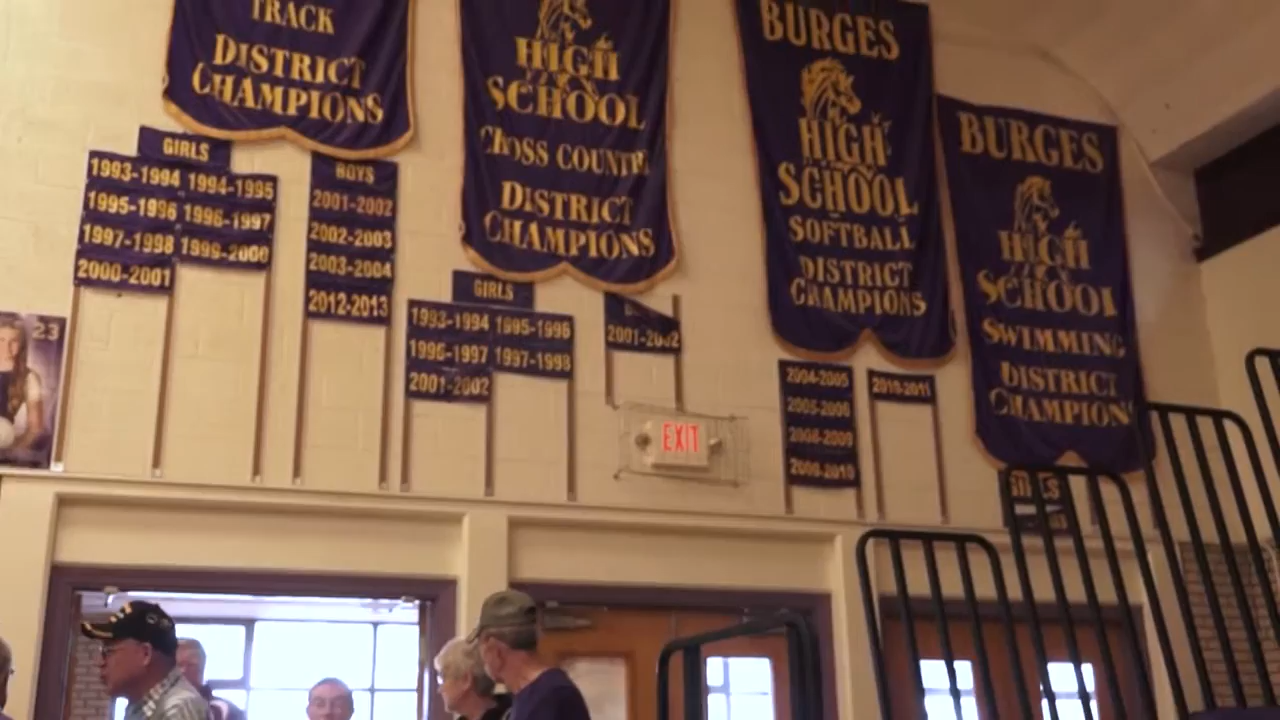 TRACK
DISTRICT
CHAMPIONS
GIRLS
1993-1994 1994-1995
1995-1996 1996-1997
1997-1998 1999-2000
2000-2001
BOYS
2001-2002
2002-2003
2003-2004
2012-2013
HIGH
SCHOOL
CROSS COUNTRY
DISTRICT
CHAMPIONS
GIRLS
1993-1994 1995-1996
1996-1997 1997-1998
2001-2002
2001-2002
BURGES
HIGH
SCHOOL
SOFTBALL
DISTRICT
CHAMPIONS
2004-2005
2005-2006
2008-2009
2009-2010
2010-2011
BURGES
HIGH
SCHOOL
SWIMMING
DISTRICT
CHAMPIONS
GIRLS
23
EXIT